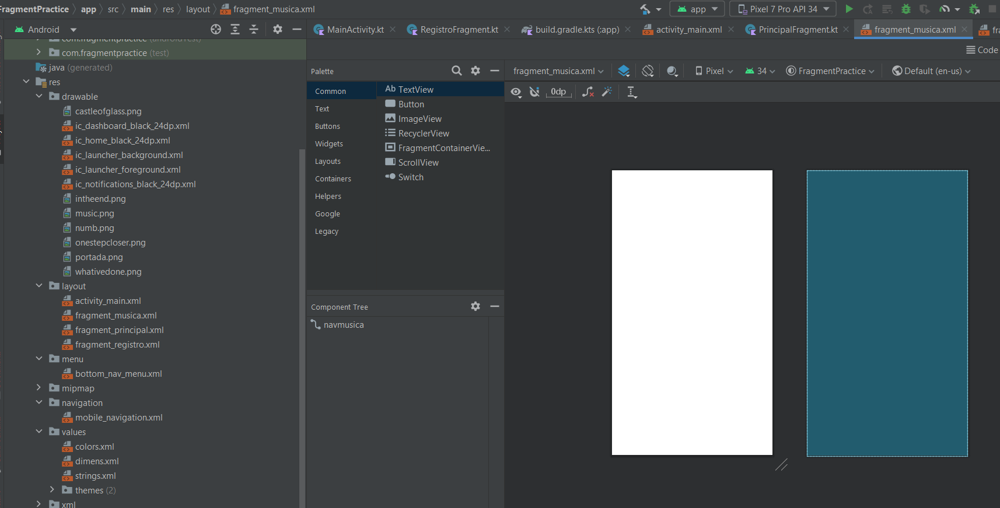 FragmentPractice app src main res layout fragment_musica.xml
app Pixel 7 Pro API 34
Android
MainActivity.kt RegistroFragment.kt build.gradle.kts (:app) activity_main.xml PrincipalFragment.kt fragment_musica.xml
Code
com.fragmentpractice (androidTest)
com.fragmentpractice (test)
java (generated)
res
drawable
castleofglass.png
ic_dashboard_black_24dp.xml
ic_home_black_24dp.xml
ic_launcher_background.xml
ic_launcher_foreground.xml
ic_notifications_black_24dp.xml
intheend.png
music.png
numb.png
onestepcloser.png
portada.png
whativedone.png
layout
activity_main.xml
fragment_musica.xml
fragment_principal.xml
fragment_registro.xml
menu
bottom_nav_menu.xml
mipmap
navigation
mobile_navigation.xml
values
colors.xml
dimens.xml
strings.xml
themes (2)
xml
Palette
Common
Text
Buttons
Widgets
Layouts
Containers
Helpers
Google
Legacy
Ab TextView
Button
ImageView
RecyclerView
FragmentContainerVie...
ScrollView
Switch
Component Tree
navmusica
fragment_musica.xml Pixel 34 FragmentPractice Default (en-us)
0dp